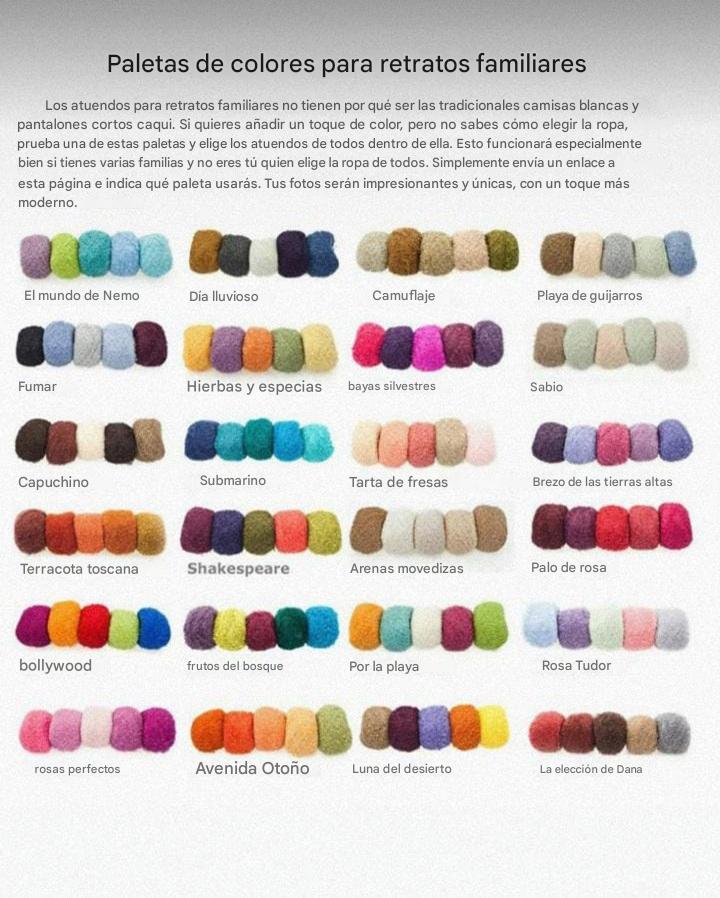 Paletas de colores para retratos familiares
Los atuendos para retratos familiares no tienen por qué ser las tradicionales camisas blancas y
pantalones cortos caqui. Si quieres añadir un toque de color, pero no sabes cómo elegir la ropa,
prueba una de estas paletas y elige los atuendos de todos dentro de ella. Esto funcionará especialmente
bien si tienes varias familias y no eres tú quien elige la ropa de todos. Simplemente envía un enlace a
esta página e indica qué paleta usarás. Tus fotos serán impresionantes y únicas, con un toque más
moderno.
El mundo de Nemo
Día lluvioso
Camuflaje
Playa de guijarros
Fumar
Hierbas y especias
bayas silvestres
Sabio
Capuchino
Submarino
Tarta de fresas
Brezo de las tierras altas
Terracota toscana
Shakespeare
Arenas movedizas
Palo de rosa
bollywood
frutos del bosque
Por la playa
Rosa Tudor
rosas perfectos
Avenida Otoño
Luna del desierto
La elección de Dana